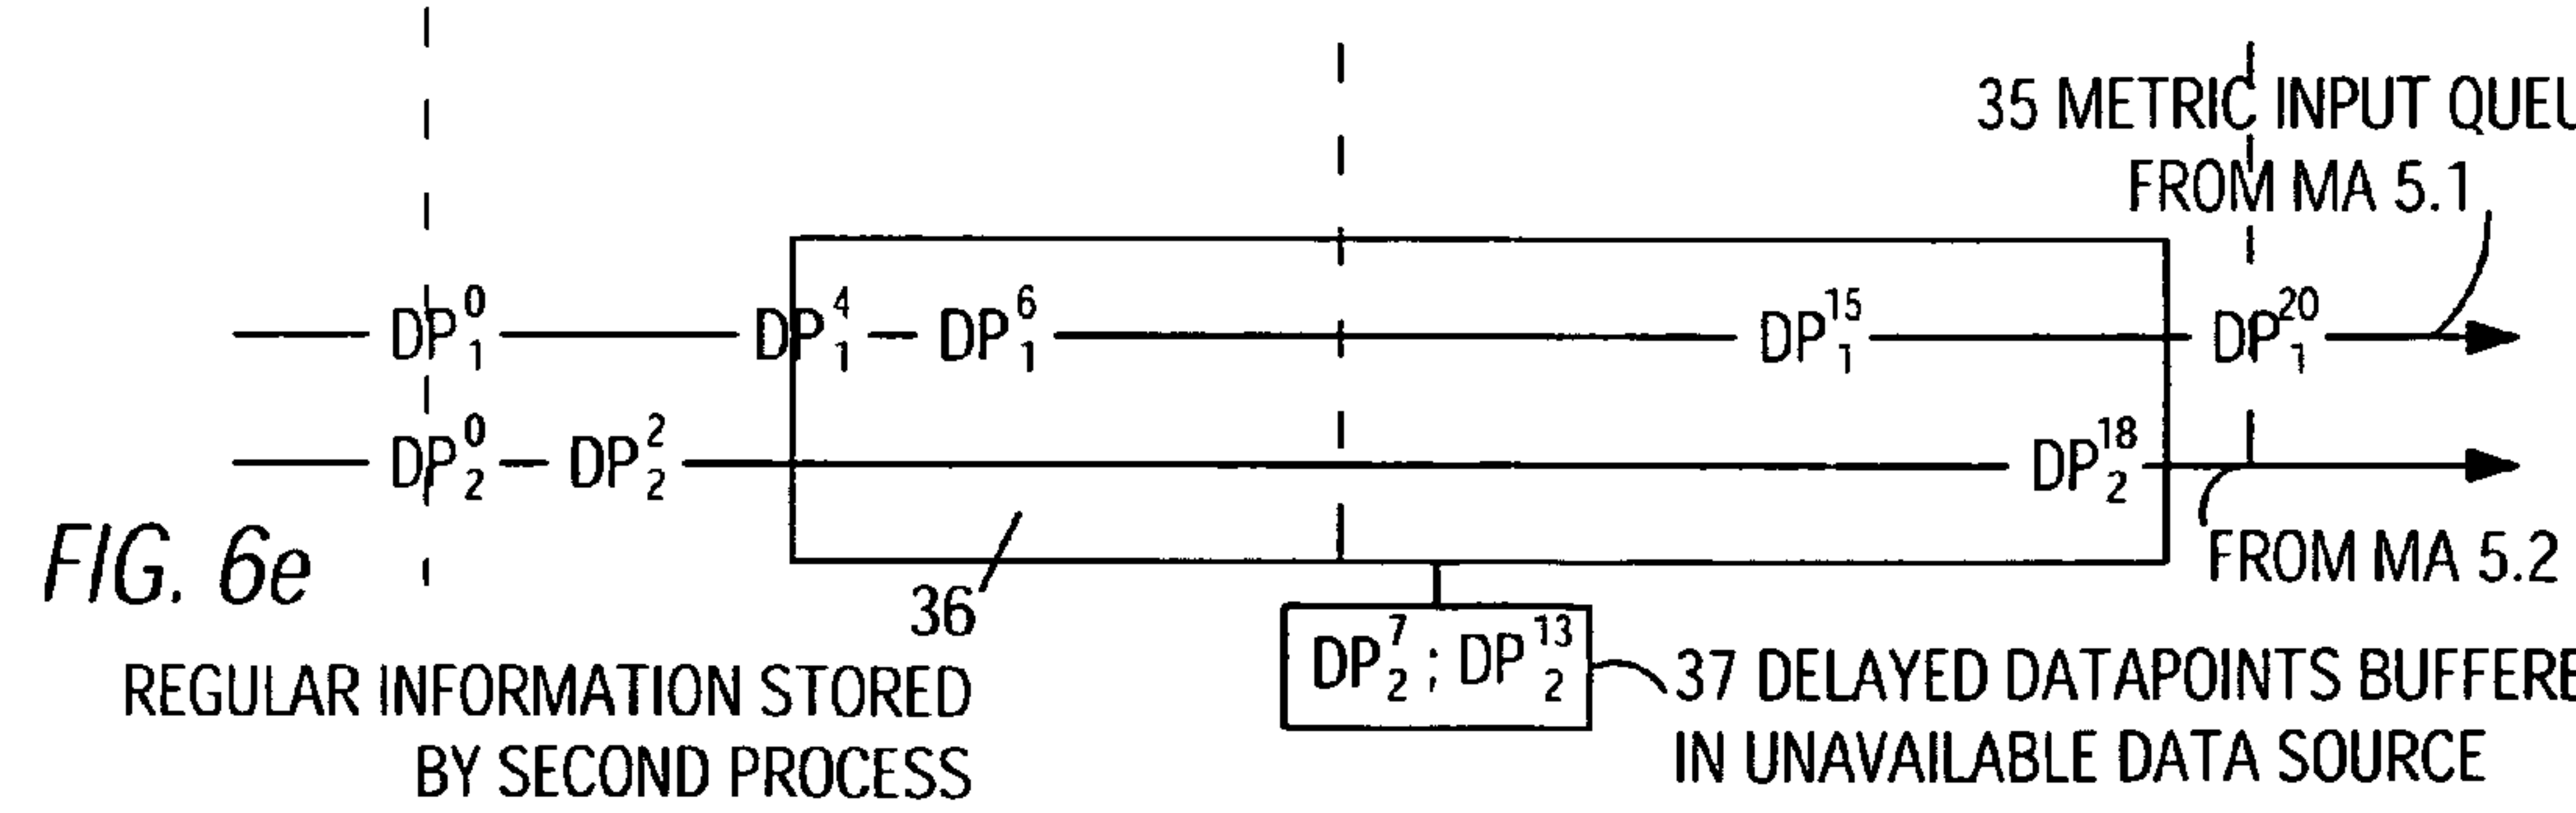 35 METRIC INPUT QUEU
FROM MA 5.1
DP₁⁰ DP₁⁴ DP₁⁶ DP₁¹⁵ DP₁²⁰
DP₂⁰ DP₂² DP₂¹⁸
FROM MA 5.2
FIG. 6e
36
DP₂⁷ ; DP₂¹³
REGULAR INFORMATION STORED
BY SECOND PROCESS
37 DELAYED DATAPOINTS BUFFERE
IN UNAVAILABLE DATA SOURCE